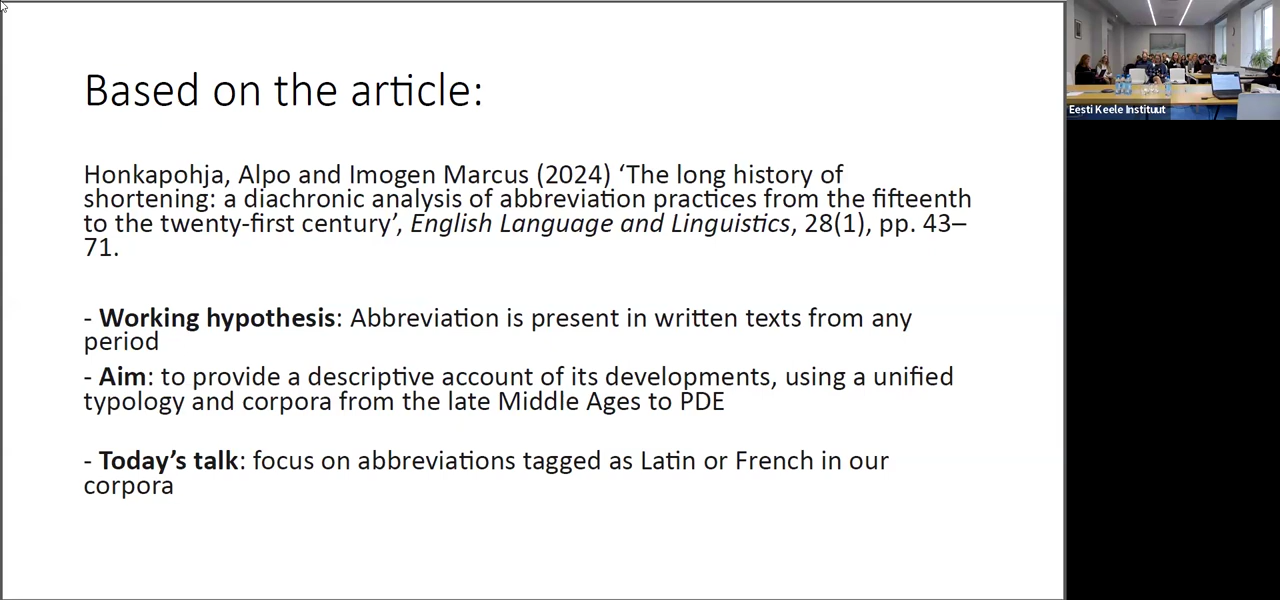 Based on the article:
Honkapohja, Alpo and Imogen Marcus (2024) ‘The long history of
shortening: a diachronic analysis of abbreviation practices from the fifteenth
to the twenty-first century’, English Language and Linguistics, 28(1), pp. 43–
71.
- Working hypothesis: Abbreviation is present in written texts from any
period
- Aim: to provide a descriptive account of its developments, using a unified
typology and corpora from the late Middle Ages to PDE
- Today’s talk: focus on abbreviations tagged as Latin or French in our
corpora
Eesti Keele Instituut